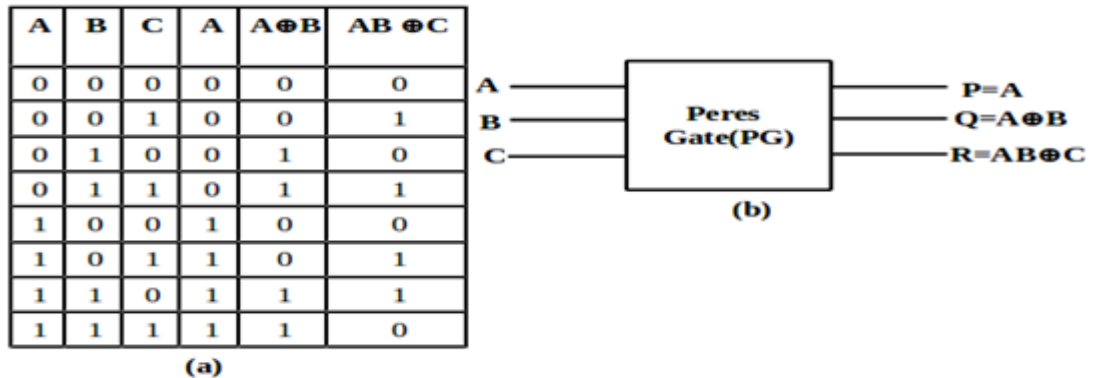 A B C A A⊕B AB ⊕C
0 0 0 0 0 0
0 0 1 0 0 1
0 1 0 0 1 0
0 1 1 0 1 1
1 0 0 1 0 0
1 0 1 1 0 1
1 1 0 1 1 1
1 1 1 1 1 0
(a)
A
B
C
Peres
Gate(PG)
P=A
Q=A⊕B
R=AB⊕C
(b)